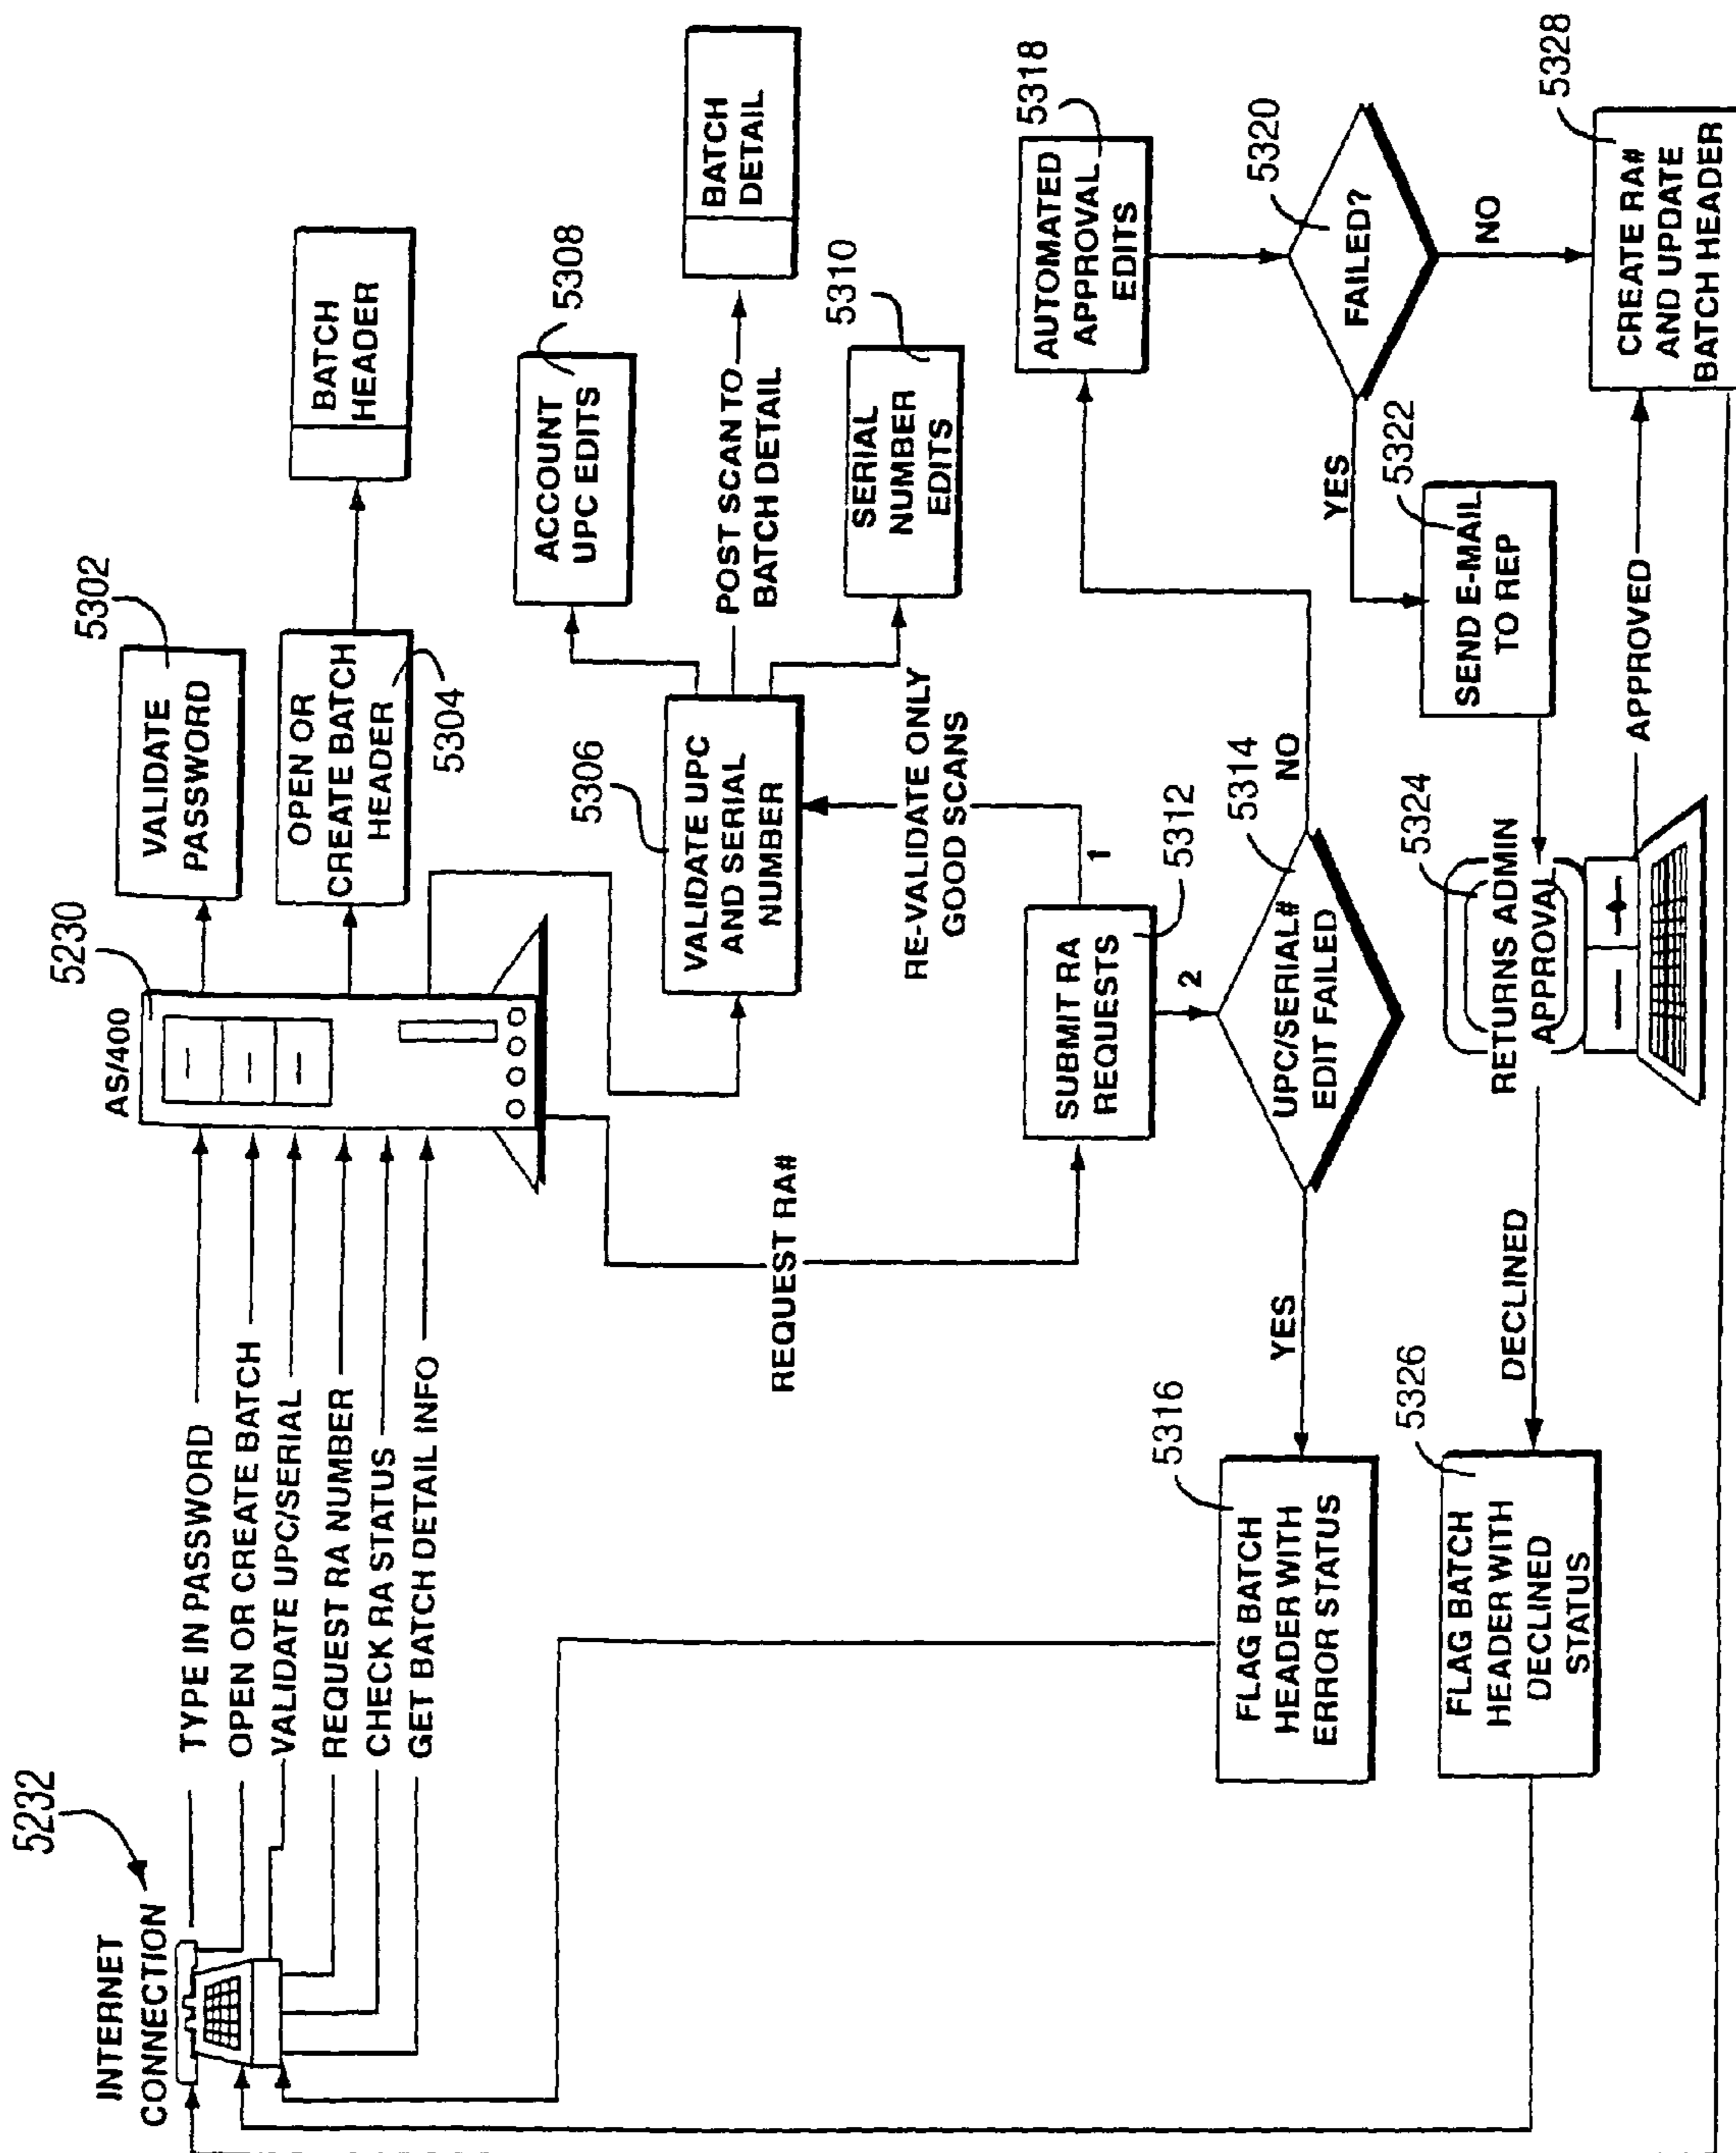 5232
INTERNET
CONNECTION
TYPE IN PASSWORD
OPEN OR CREATE BATCH
VALIDATE UPC/SERIAL
REQUEST RA NUMBER
CHECK RA STATUS
GET BATCH DETAIL INFO
AS/400
5230
5302
VALIDATE
PASSWORD
OPEN OR
CREATE BATCH
HEADER
5304
BATCH
HEADER
5306
VALIDATE UPC
AND SERIAL
NUMBER
5308
ACCOUNT
UPC EDITS
POST SCAN TO
BATCH DETAIL
BATCH
DETAIL
5310
SERIAL
NUMBER
EDITS
RE-VALIDATE ONLY
GOOD SCANS
REQUEST RA#
1
SUBMIT RA
REQUESTS
5312
2
5314
UPC/SERIAL#
EDIT FAILED
YES
NO
5316
FLAG BATCH
HEADER WITH
ERROR STATUS
5318
AUTOMATED
APPROVAL
EDITS
5320
FAILED?
YES
NO
5322
SEND E-MAIL
TO REP
5324
RETURNS ADMIN
APPROVAL
DECLINED
APPROVED
5326
FLAG BATCH
HEADER WITH
DECLINED
STATUS
5328
CREATE RA#
AND UPDATE
BATCH HEADER